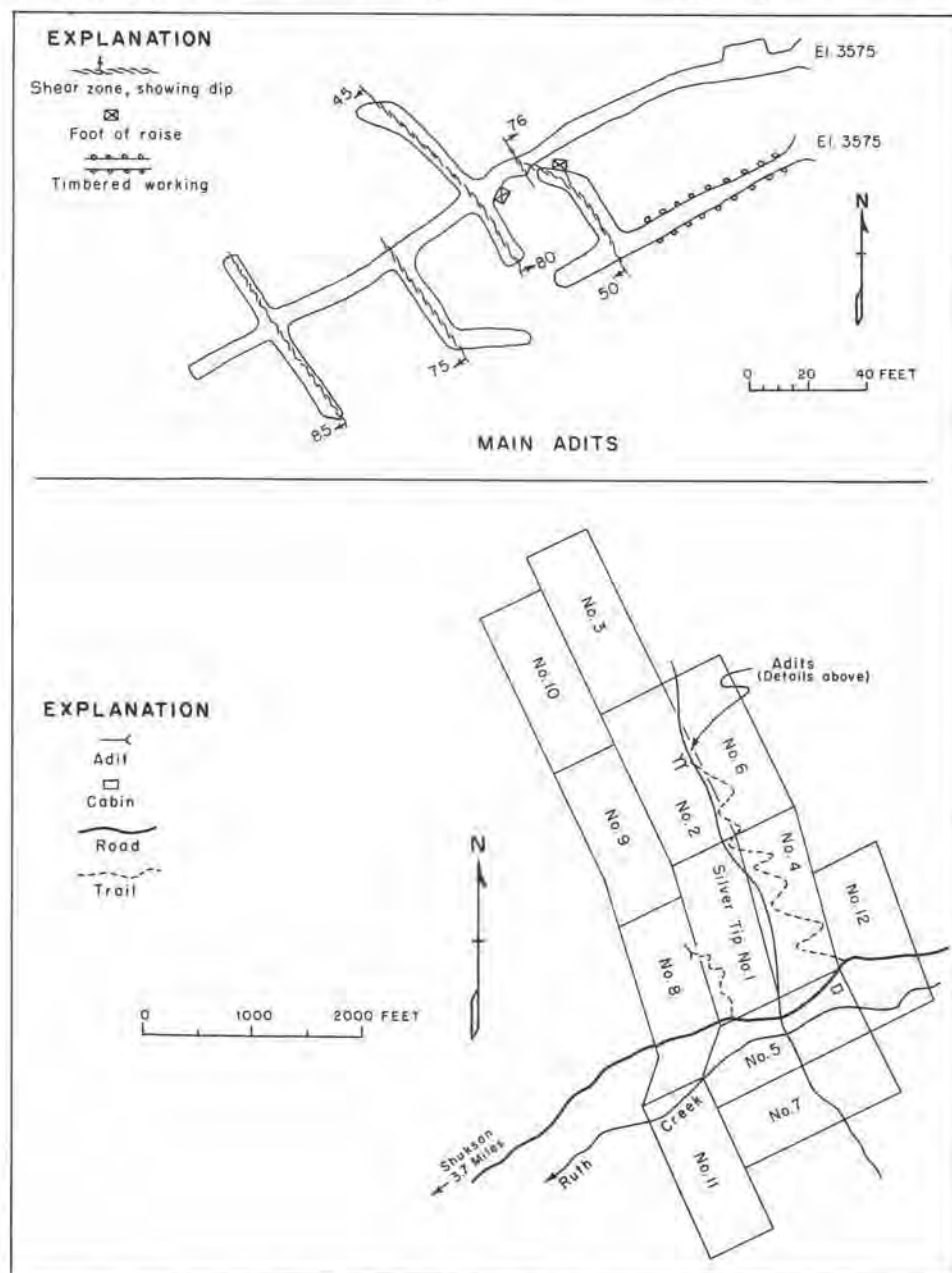 EXPLANATION
Shear zone, showing dip
Foot of raise
Timbered working
El. 3575
El. 3575
45
76
80
50
75
85
N
0 20 40 FEET
MAIN ADITS
EXPLANATION
Adit
Cabin
Road
Trail
N
0 1000 2000 FEET
No. 3
No. 10
Adits
(Details above)
No. 6
No. 2
No. 9
No. 4
Silver Tip No. 1
No. 12
No. 8
No. 5
No. 7
No. 11
Shuksan
3.7 Miles
Ruth Creek